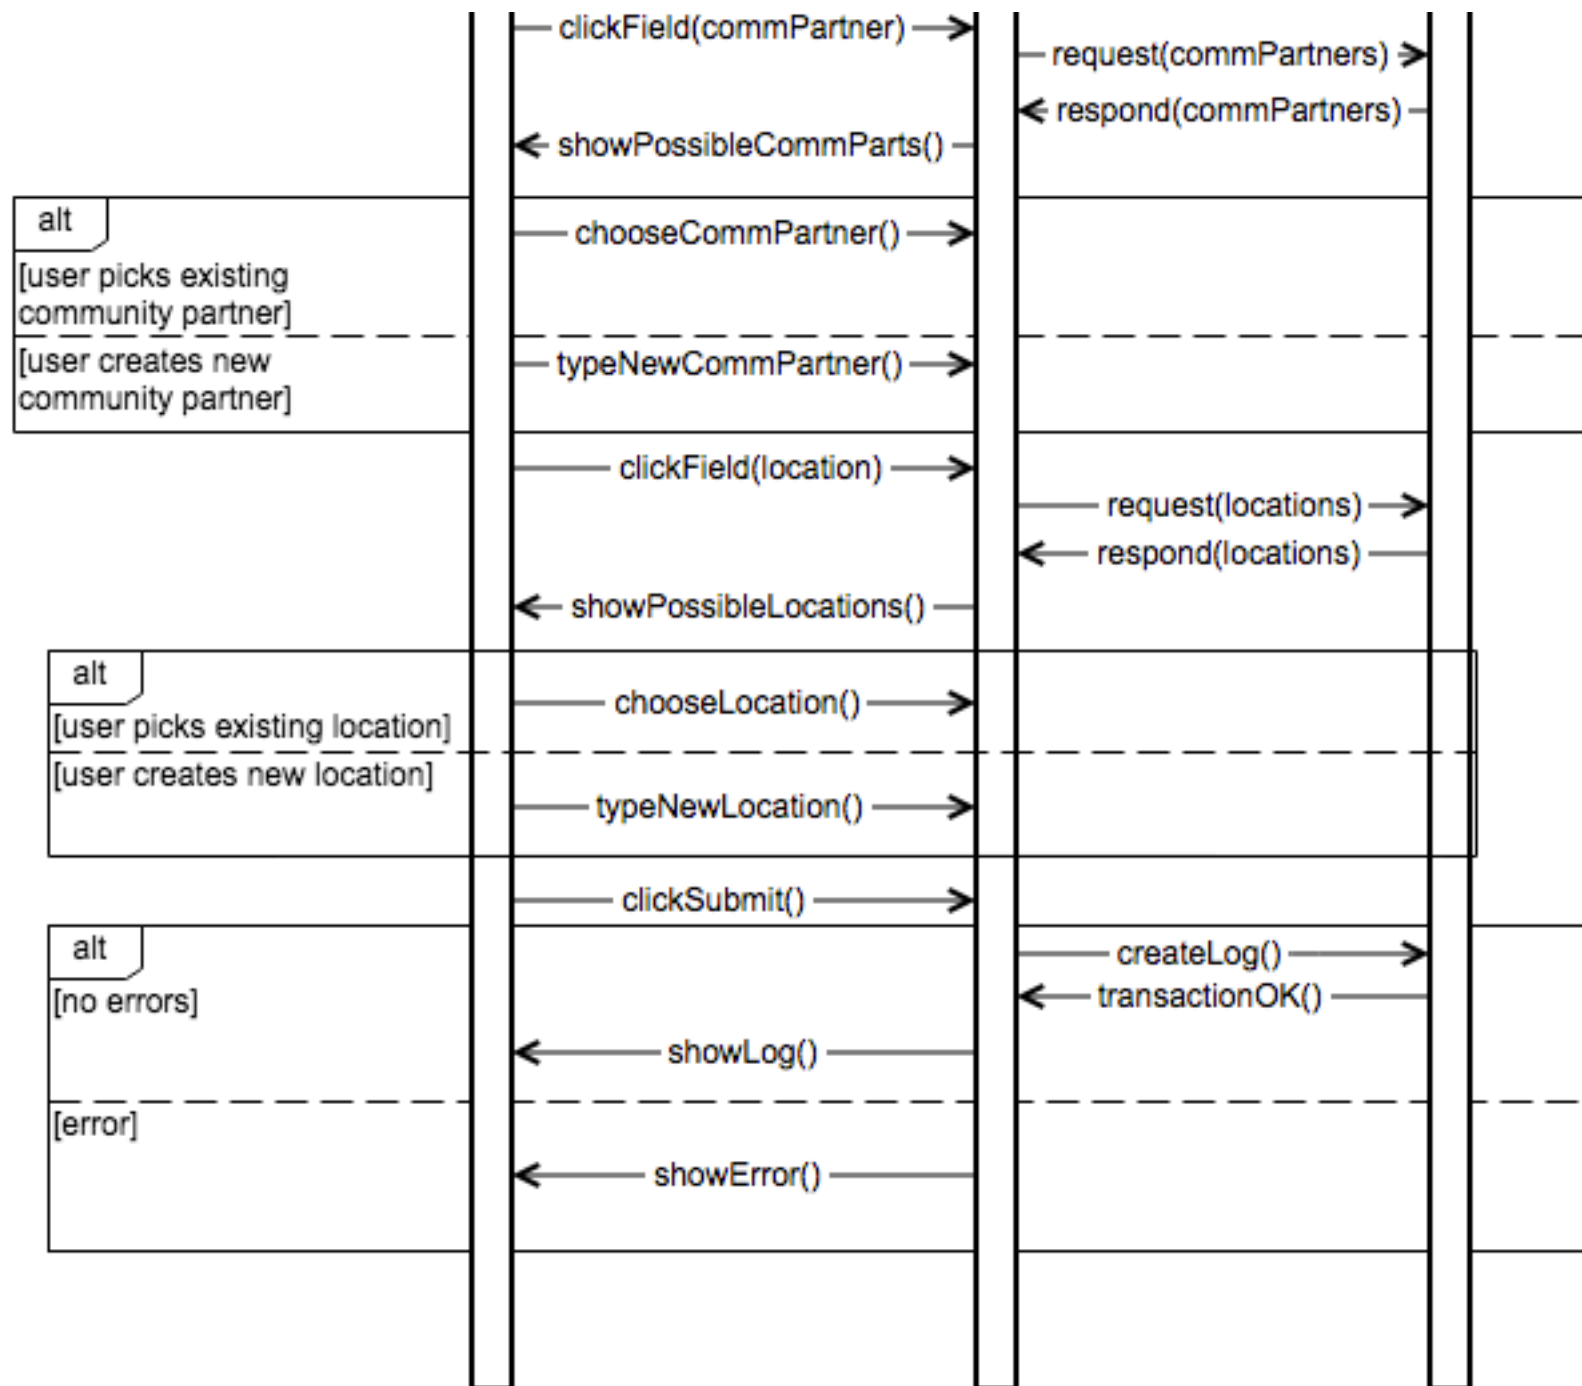 clickField(commPartner)
request(commPartners)
respond(commPartners)
showPossibleCommParts()
alt
chooseCommPartner()
[user picks existing
community partner]
[user creates new
community partner]
typeNewCommPartner()
clickField(location)
request(locations)
respond(locations)
showPossibleLocations()
alt
chooseLocation()
[user picks existing location]
[user creates new location]
typeNewLocation()
clickSubmit()
alt
createLog()
[no errors]
transactionOK()
showLog()
[error]
showError()